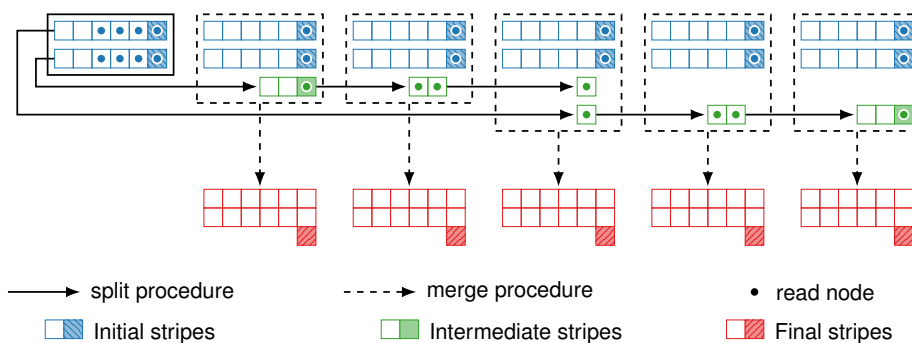 split procedure merge procedure read node
Initial stripes Intermediate stripes Final stripes